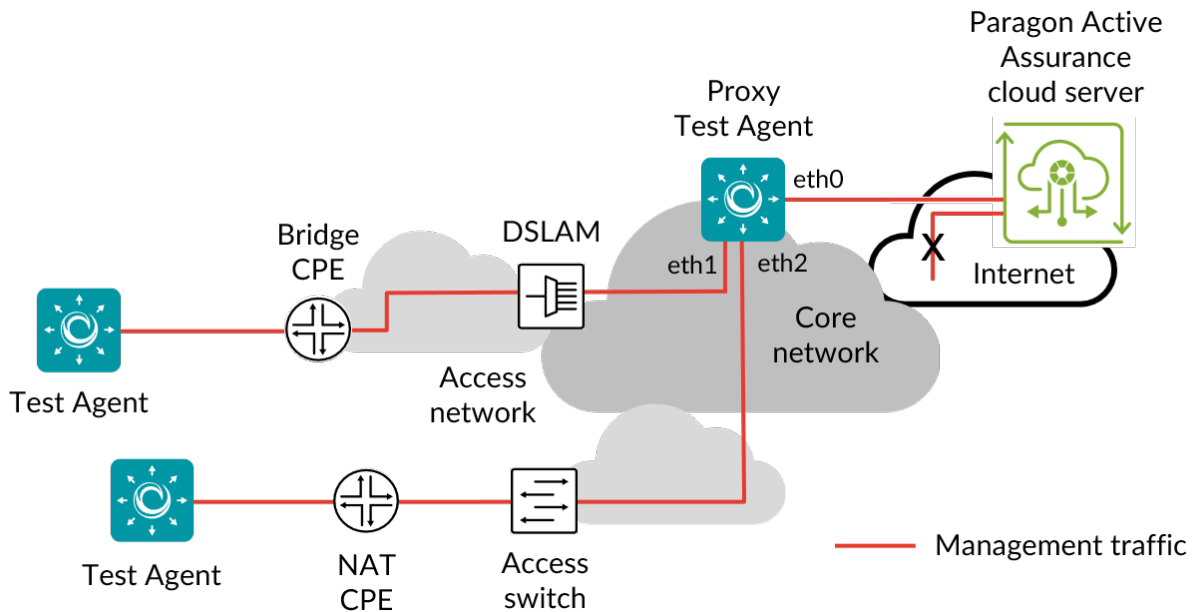 Paragon Active
Assurance
cloud server
Proxy
Test Agent
eth0
Bridge
CPE
DSLAM
eth1
eth2
X
Internet
Core
network
Test Agent
Access
network
Test Agent
NAT
CPE
Access
switch
Management traffic